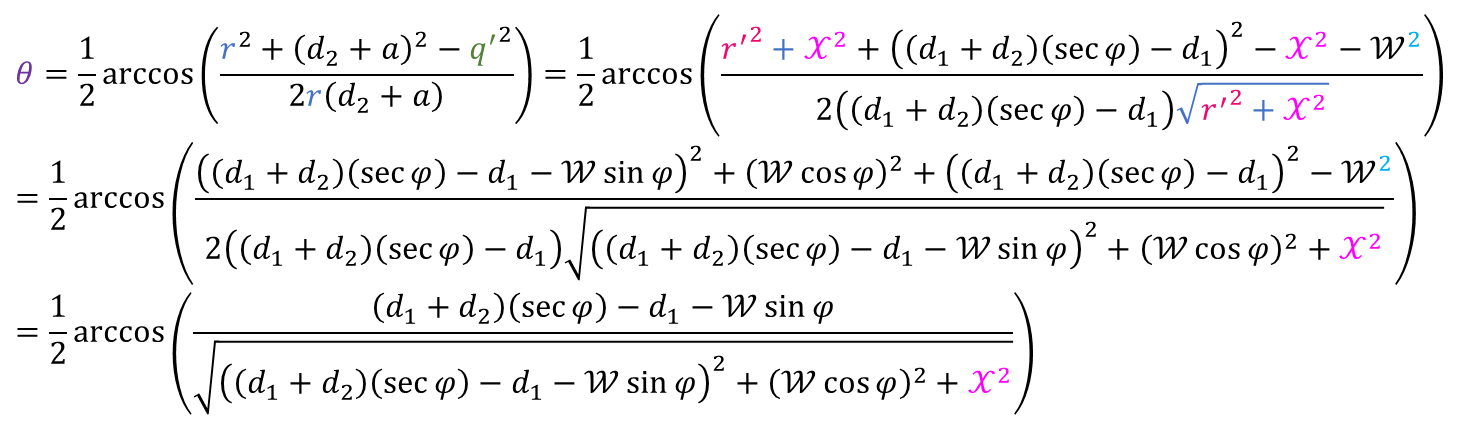 θ = 1/2 arccos((r² + (d₂ + a)² − q′²)/(2r(d₂ + a))) = 1/2 arccos((r′² + 𝒳² + ((d₁ + d₂)(sec φ) − d₁)² − 𝒳² − 𝒲²)/(2((d₁ + d₂)(sec φ) − d₁)√(r′² + 𝒳²)))
= 1/2 arccos((((d₁ + d₂)(sec φ) − d₁ − 𝒲 sin φ)² + (𝒲 cos φ)² + ((d₁ + d₂)(sec φ) − d₁)² − 𝒲²)/(2((d₁ + d₂)(sec φ) − d₁)√(((d₁ + d₂)(sec φ) − d₁ − 𝒲 sin φ)² + (𝒲 cos φ)² + 𝒳²)))
= 1/2 arccos(((d₁ + d₂)(sec φ) − d₁ − 𝒲 sin φ)/√(((d₁ + d₂)(sec φ) − d₁ − 𝒲 sin φ)² + (𝒲 cos φ)² + 𝒳²))